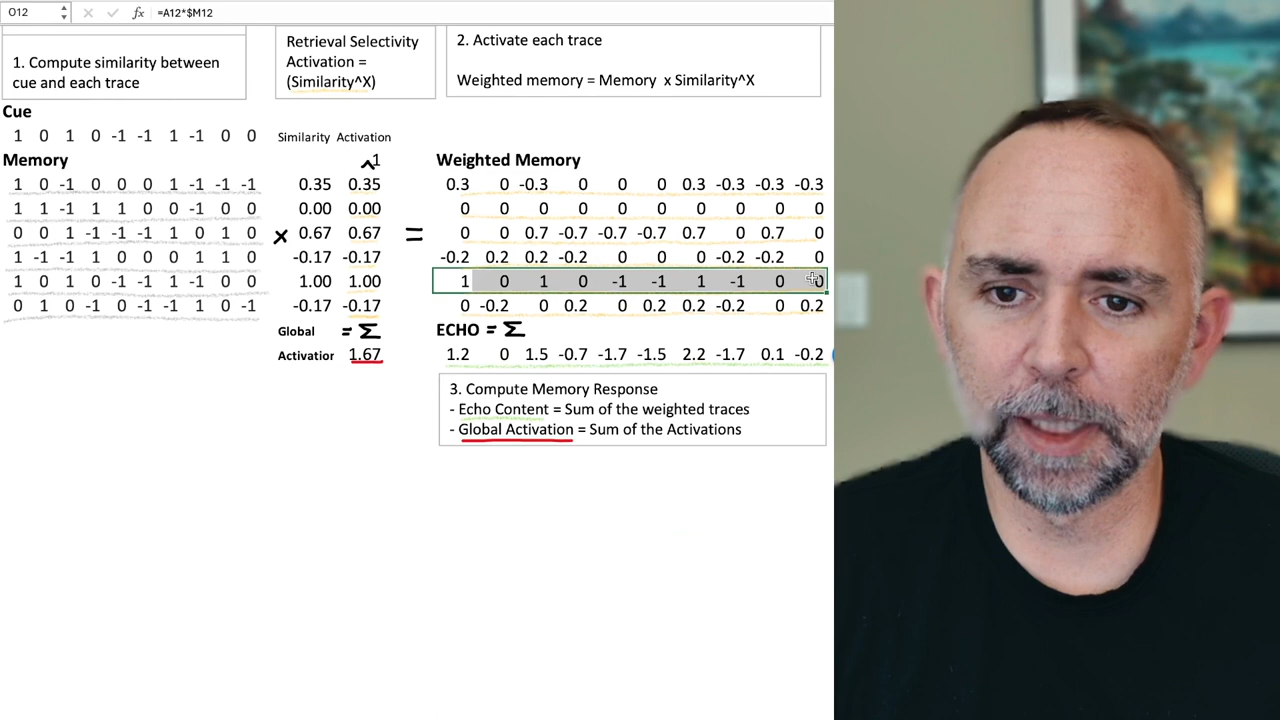 O12 fx =A12*$M12
1. Compute similarity between
cue and each trace
Retrieval Selectivity
Activation =
(Similarity^X)
2. Activate each trace
Weighted memory = Memory x Similarity^X
Cue
1 0 1 0 -1 -1 1 -1 0 0 Similarity Activation
Memory ^1 Weighted Memory
1 0 -1 0 0 0 1 -1 -1 -1 0.35 0.35 0.3 0 -0.3 0 0 0 0.3 -0.3 -0.3 -0.3
1 1 -1 1 1 0 0 -1 0 0 0.00 0.00 0 0 0 0 0 0 0 0 0 0
0 0 1 -1 -1 -1 1 0 1 0 × 0.67 0.67 = 0 0 0.7 -0.7 -0.7 -0.7 0.7 0 0.7 0
1 -1 -1 1 0 0 0 1 1 0 -0.17 -0.17 -0.2 0.2 0.2 -0.2 0 0 0 -0.2 -0.2 0
1 0 1 0 -1 -1 1 -1 0 0 1.00 1.00 1 0 1 0 -1 -1 1 -1 0 0
0 1 0 -1 0 -1 -1 1 0 -1 -0.17 -0.17 0 -0.2 0 0.2 0 0.2 0.2 -0.2 0 0.2
Global = Σ ECHO = Σ
Activatior 1.67 1.2 0 1.5 -0.7 -1.7 -1.5 2.2 -1.7 0.1 -0.2
3. Compute Memory Response
- Echo Content = Sum of the weighted traces
- Global Activation = Sum of the Activations